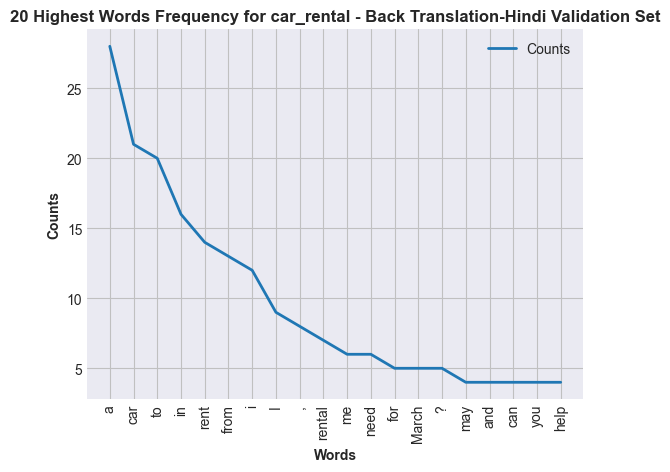 20 Highest Words Frequency for car_rental - Back Translation-Hindi Validation Set
Counts
25
20
15
10
5
Counts
a
car
to
in
rent
from
i
I
,
rental
me
need
for
March
?
may
and
can
you
help
Words